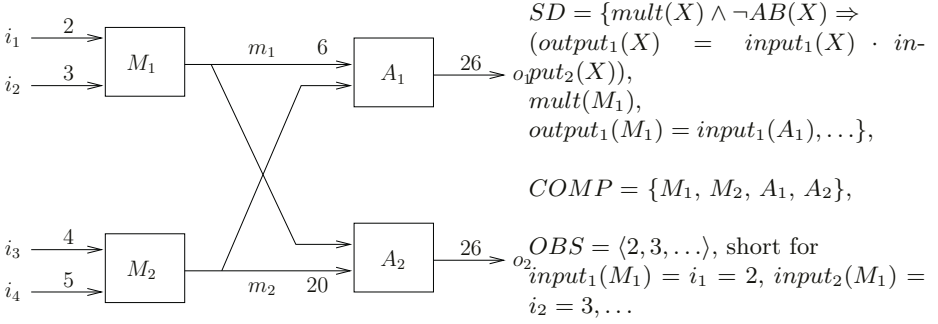 i₁ 2 M₁ m₁ 6 A₁ 26 o₁
i₂ 3
i₃ 4 M₂ m₂ 20 A₂ 26 o₂
i₄ 5
SD = {mult(X) ∧ ¬AB(X) ⇒
(output₁(X) = input₁(X) · in-
put₂(X)),
mult(M₁),
output₁(M₁) = input₁(A₁), …},
COMP = {M₁, M₂, A₁, A₂},
OBS = ⟨2, 3, …⟩, short for
input₁(M₁) = i₁ = 2, input₂(M₁) =
i₂ = 3, …